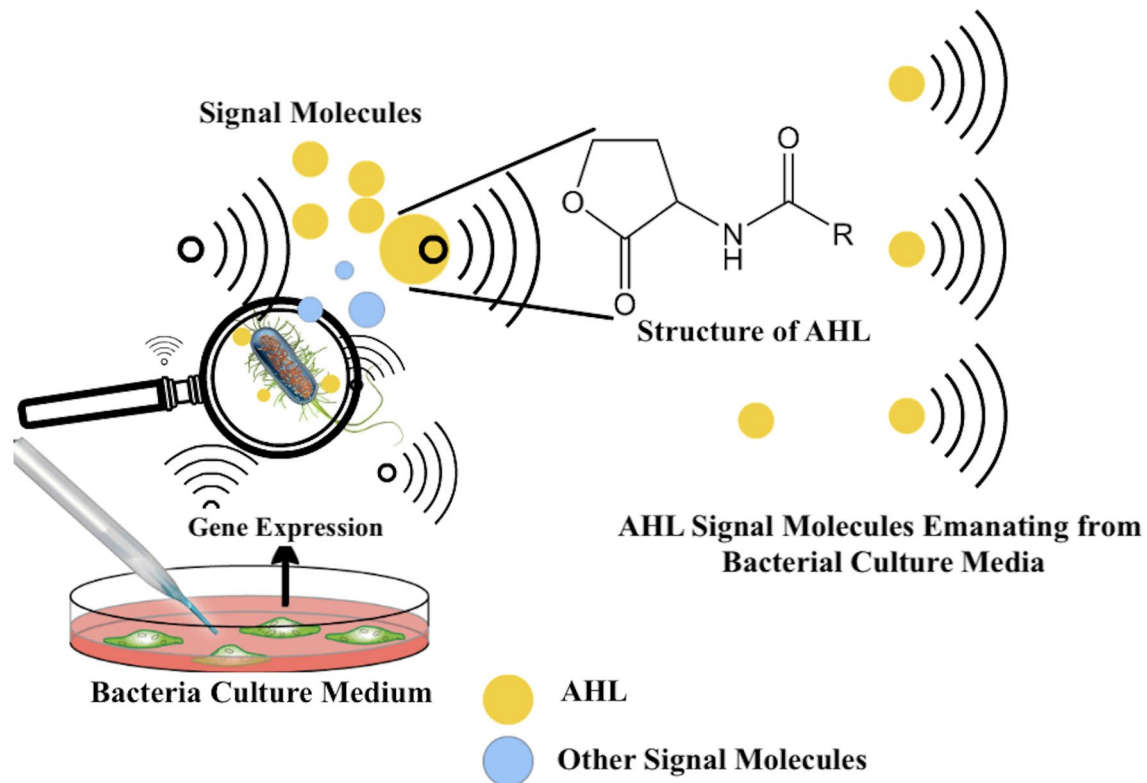 Signal Molecules
O
O
N
H
R
O
Structure of AHL
Gene Expression
AHL Signal Molecules Emanating from
Bacterial Culture Media
Bacteria Culture Medium
AHL
Other Signal Molecules